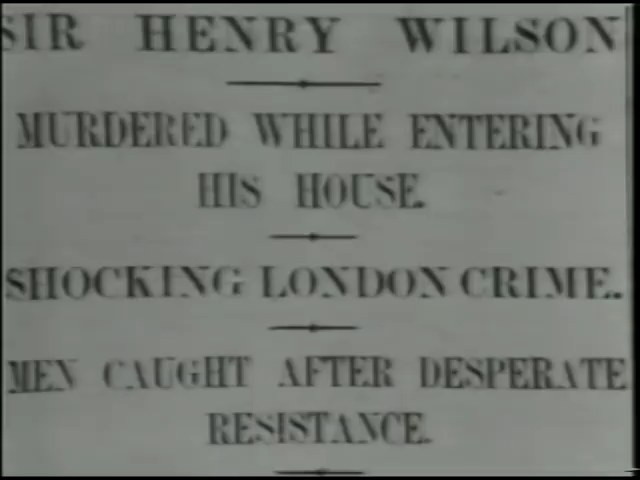 SIR HENRY WILSON
MURDERED WHILE ENTERING
HIS HOUSE.
SHOCKING LONDON CRIME.
MEN CAUGHT AFTER DESPERATE
RESISTANCE.